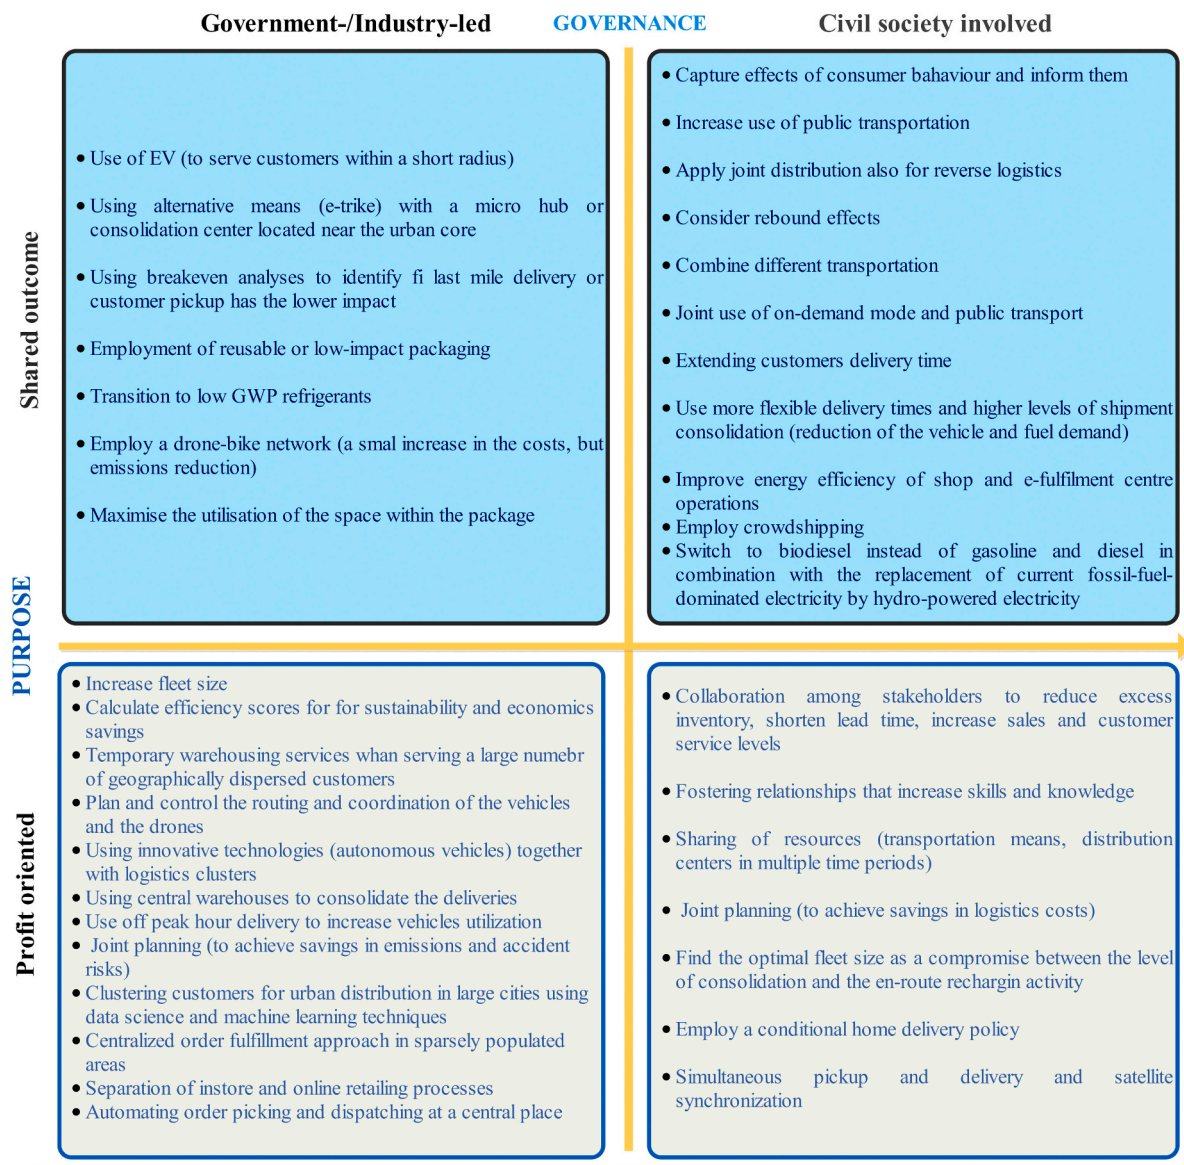 Government-/Industry-led
GOVERNANCE
Civil society involved
Shared outcome
• Use of EV (to serve customers within a short radius)
• Using alternative means (e-trike) with a micro hub or
consolidation center located near the urban core
• Using breakeven analyses to identify fi last mile delivery or
customer pickup has the lower impact
• Employment of reusable or low-impact packaging
• Transition to low GWP refrigerants
• Employ a drone-bike network (a smal increase in the costs, but
emissions reduction)
• Maximise the utilisation of the space within the package
• Capture effects of consumer bahaviour and inform them
• Increase use of public transportation
• Apply joint distribution also for reverse logistics
• Consider rebound effects
• Combine different transportation
• Joint use of on-demand mode and public transport
• Extending customers delivery time
• Use more flexible delivery times and higher levels of shipment
consolidation (reduction of the vehicle and fuel demand)
• Improve energy efficiency of shop and e-fulfilment centre
operations
• Employ crowdshipping
• Switch to biodiesel instead of gasoline and diesel in
combination with the replacement of current fossil-fuel-
dominated electricity by hydro-powered electricity
PURPOSE
Profit oriented
• Increase fleet size
• Calculate efficiency scores for for sustainability and economics
savings
• Temporary warehousing services whan serving a large numebr
of geographically dispersed customers
• Plan and control the routing and coordination of the vehicles
and the drones
• Using innovative technologies (autonomous vehicles) together
with logistics clusters
• Using central warehouses to consolidate the deliveries
• Use off peak hour delivery to increase vehicles utilization
• Joint planning (to achieve savings in emissions and accident
risks)
• Clustering customers for urban distribution in large cities using
data science and machine learning techniques
• Centralized order fulfillment approach in sparsely populated
areas
• Separation of instore and online retailing processes
• Automating order picking and dispatching at a central place
• Collaboration among stakeholders to reduce excess
inventory, shorten lead time, increase sales and customer
service levels
• Fostering relationships that increase skills and knowledge
• Sharing of resources (transportation means, distribution
centers in multiple time periods)
• Joint planning (to achieve savings in logistics costs)
• Find the optimal fleet size as a compromise between the level
of consolidation and the en-route rechargin activity
• Employ a conditional home delivery policy
• Simultaneous pickup and delivery and satellite
synchronization